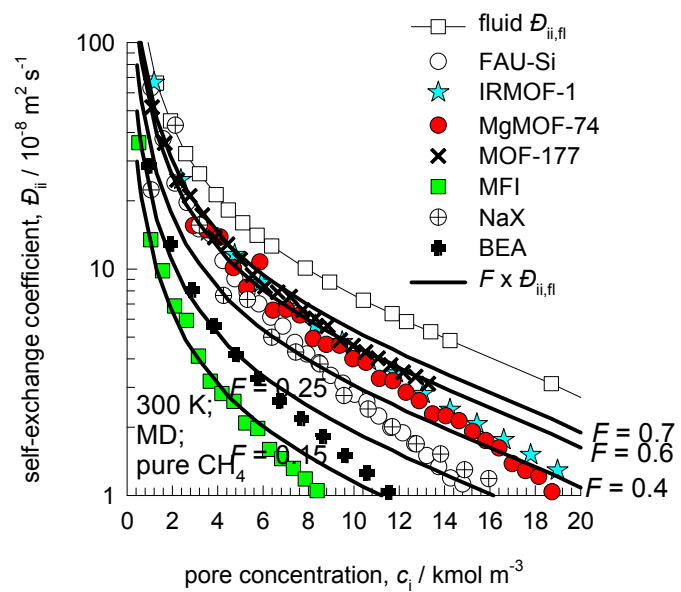 fluid Đii,fl
FAU-Si
IRMOF-1
MgMOF-74
MOF-177
MFI
NaX
BEA
F x Đii,fl
100
10
1
self-exchange coefficient, Đii / 10-8 m2 s-1
300 K;
MD;
pure CH4
F = 0.25
F = 0.15
F = 0.7
F = 0.6
F = 0.4
0 2 4 6 8 10 12 14 16 18 20
pore concentration, ci / kmol m-3